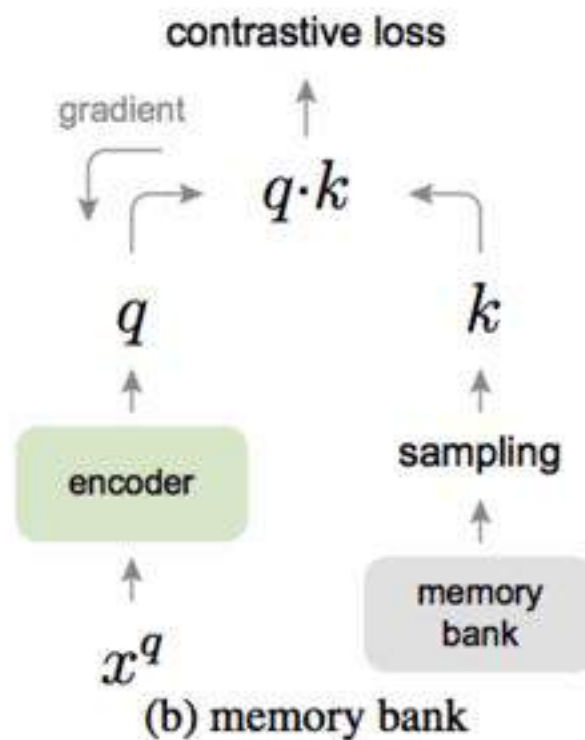 contrastive loss
gradient
q·k
q
k
encoder
sampling
memory
bank
x^q
(b) memory bank